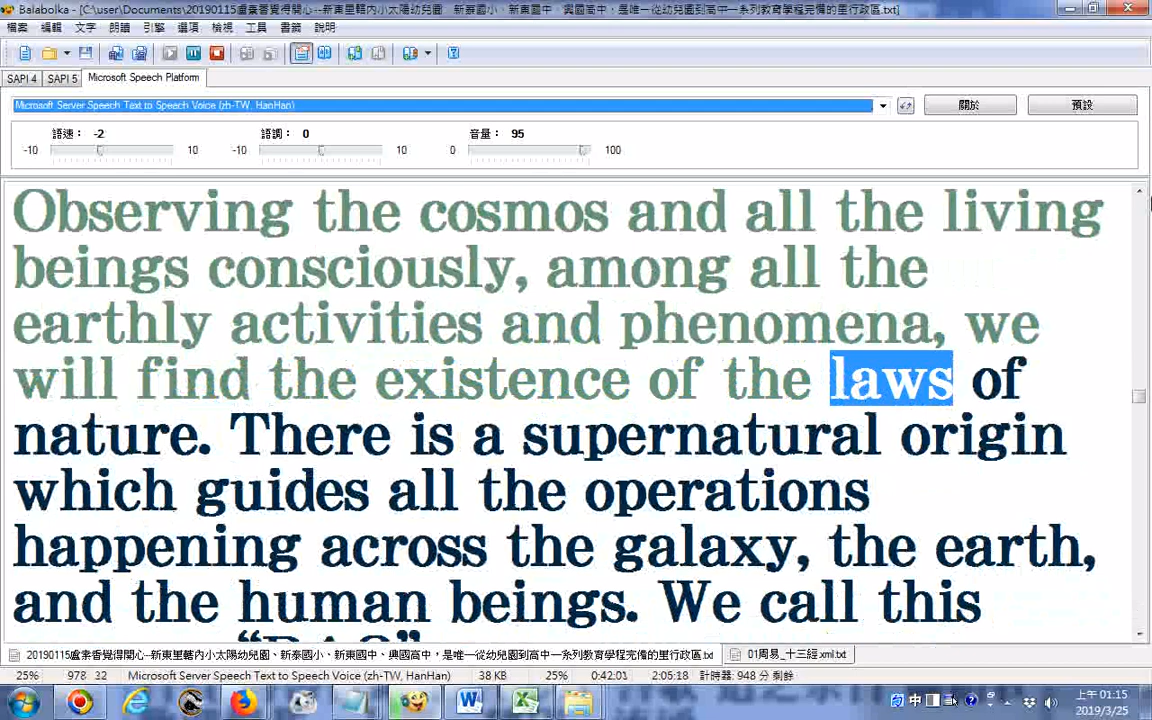 Balabolka - [C:\user\Documents\20190115盧素香覺得開心--新東里轄內小太陽幼兒園、新泰國小、新東國中、興國高中，是唯一從幼兒園到高中一系列教育學程完備的里行政區.txt]
檔案 編輯 文字 朗讀 引擎 選項 檢視 工具 書籤 說明
SAPI 4 SAPI 5 Microsoft Speech Platform
Microsoft Server Speech Text to Speech Voice (zh-TW, HanHan) 關於 預設
語速： -2 語調： 0 音量： 95
-10 10 -10 10 0 100
Observing the cosmos and all the living
beings consciously, among all the
earthly activities and phenomena, we
will find the existence of the laws of
nature. There is a supernatural origin
which guides all the operations
happening across the galaxy, the earth,
and the human beings. We call this
20190115盧素香覺得開心--新東里轄內小太陽幼兒園、新泰國小、新東國中、興國高中，是唯一從幼兒園到高中一系列教育學程完備的里行政區.txt 01周易_十三經.xml.txt
25% 978 32 Microsoft Server Speech Text to Speech Voice (zh-TW, HanHan) 38 KB 25% 0:42:01 2:05:18 計時器: 948 分 剩餘
中 上午 01:15
2019/3/25